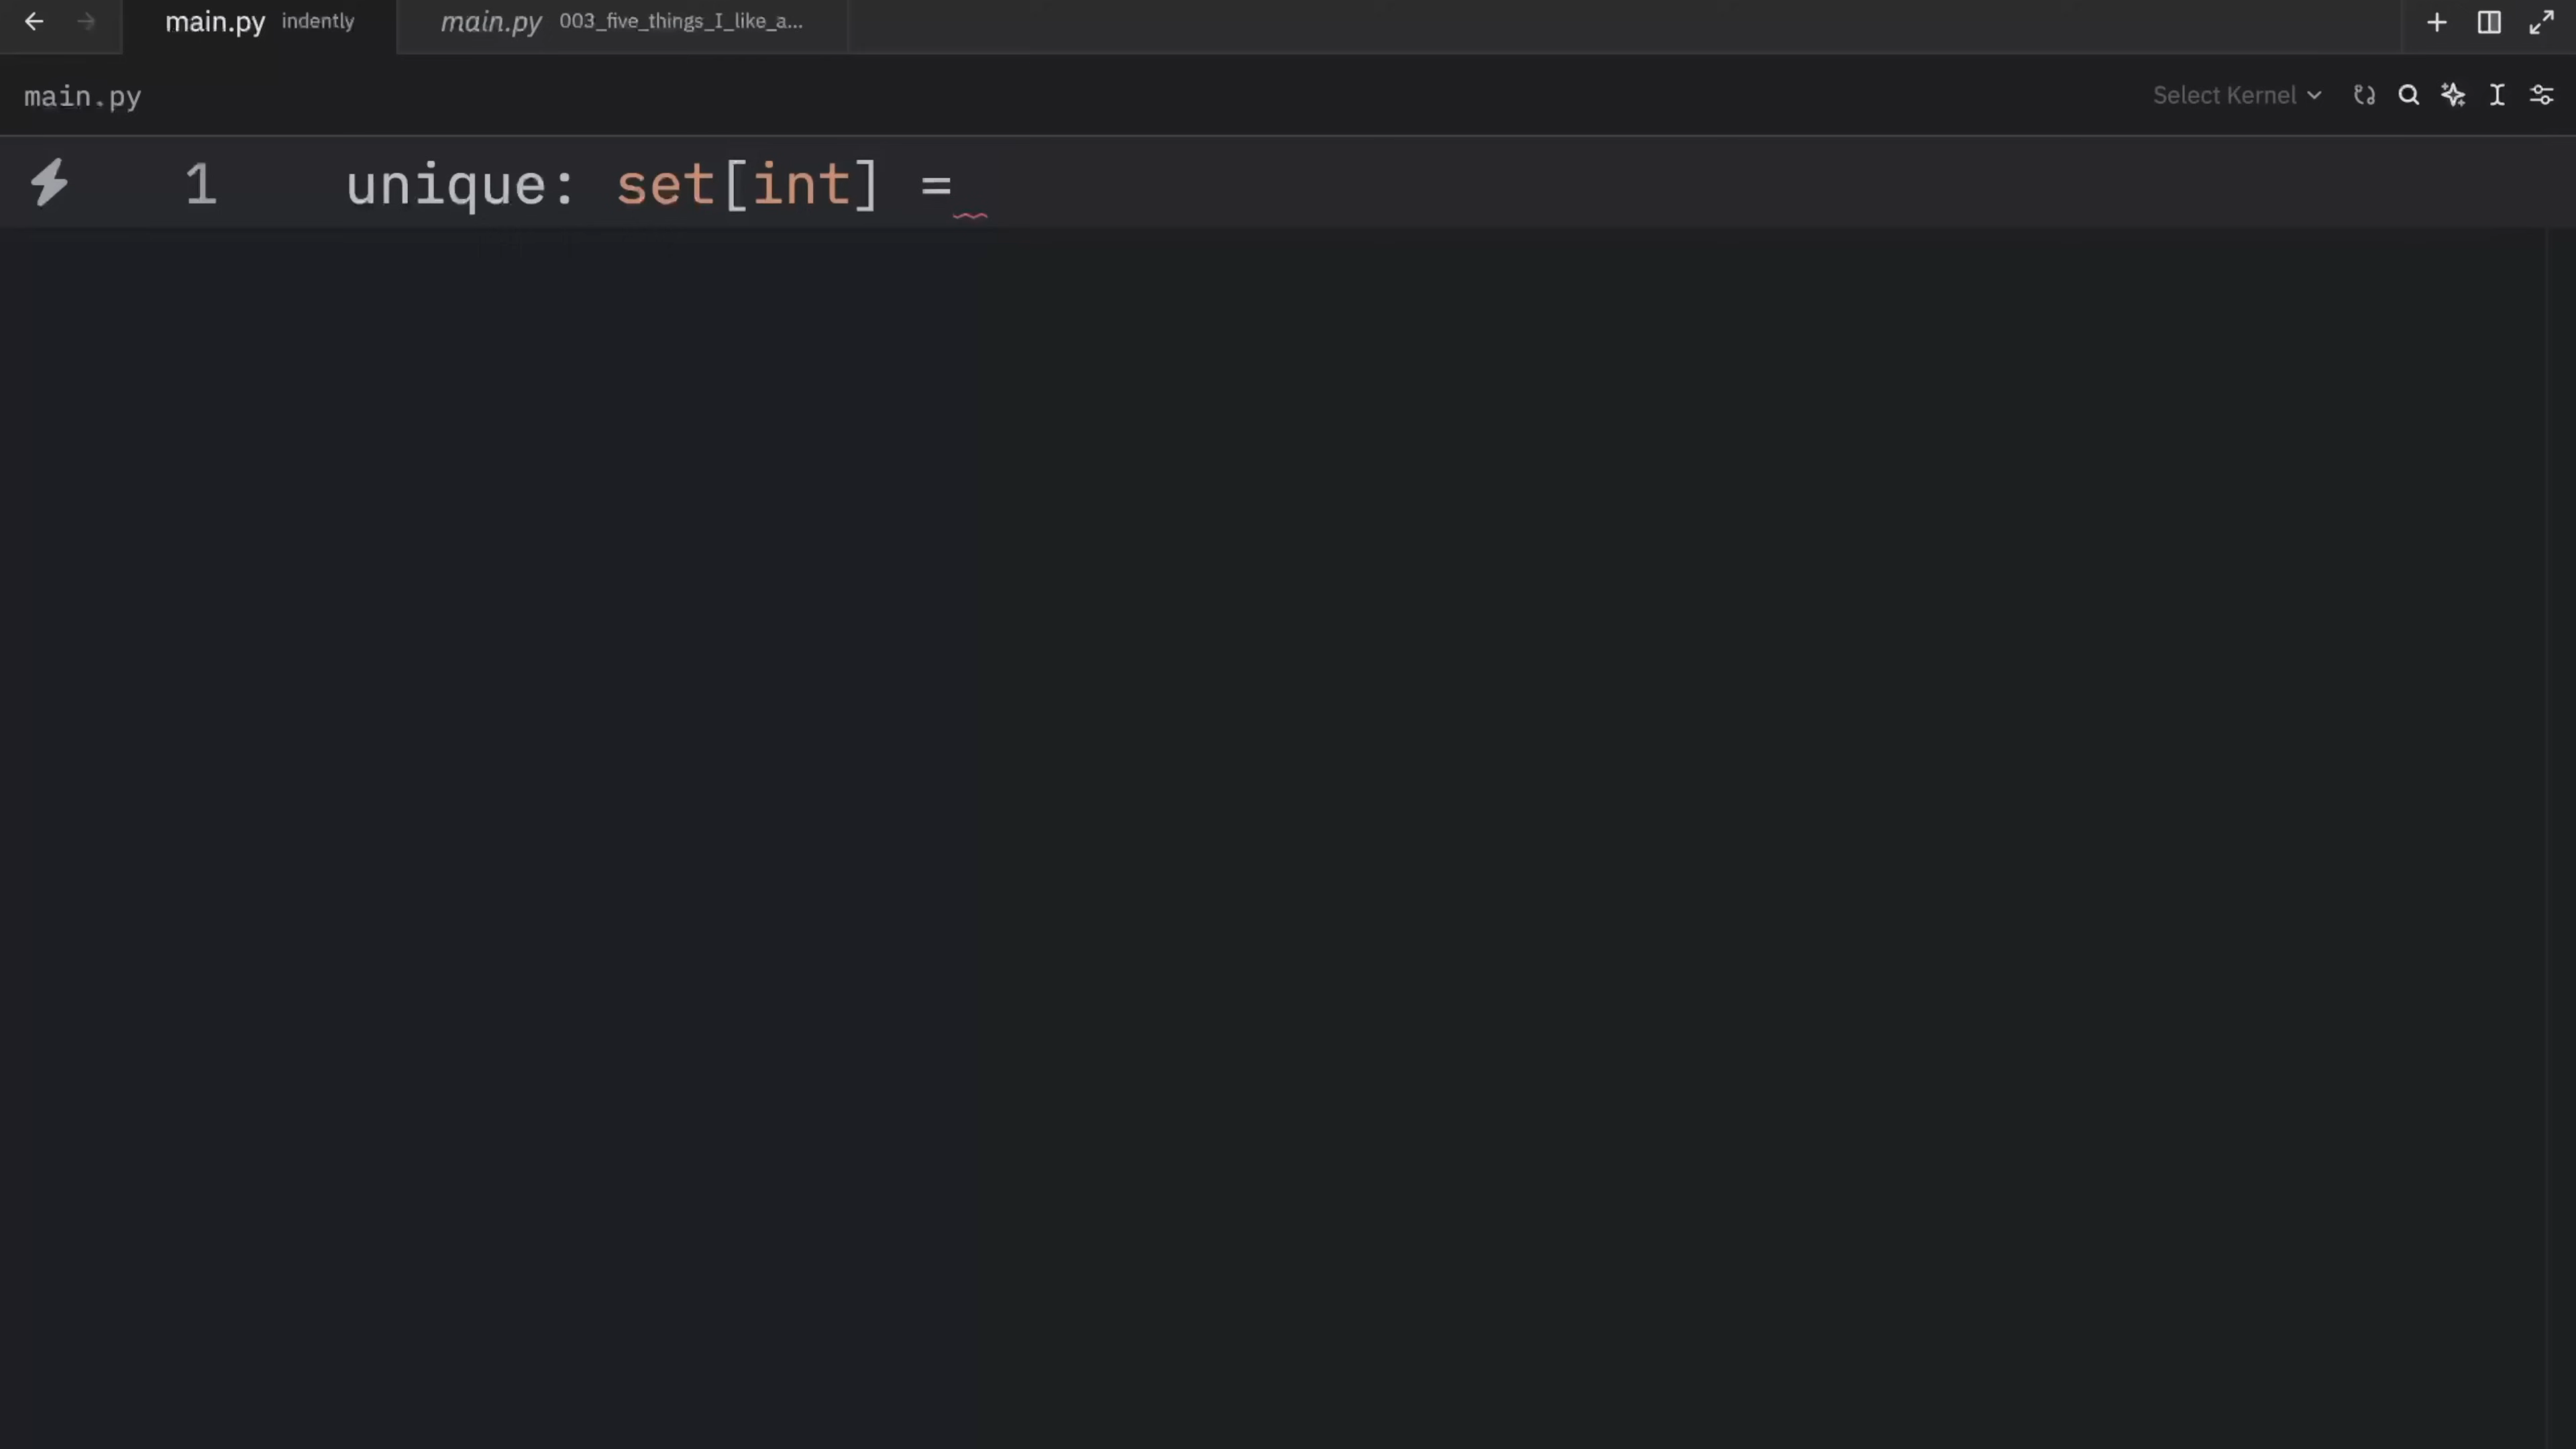 main.py indently main.py 003_five_things_I_like_a...
main.py Select Kernel
1 unique: set[int] =